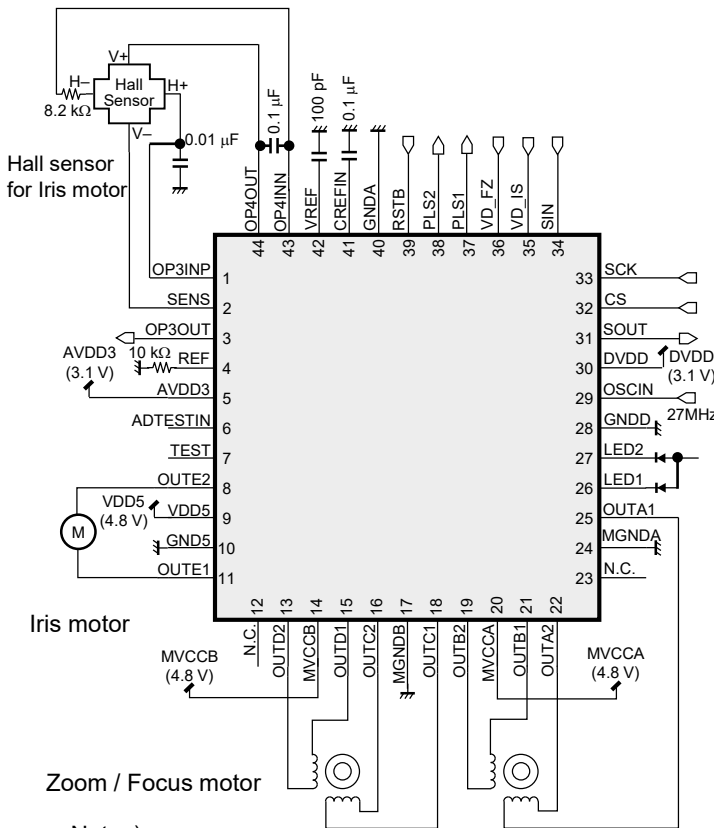 V+
H–
Hall
Sensor
H+
8.2 kΩ
V–
0.01 μF
0.1 μF
100 pF
0.1 μF
Hall sensor
for Iris motor
OP4OUT
OP4INN
VREF
CREFIN
GNDA
RSTB
PLS2
PLS1
VD_FZ
VD_IS
SIN
44
43
42
41
40
39
38
37
36
35
34
OP3INP
1
SENS
2
OP3OUT
3
AVDD3
(3.1 V)
10 kΩ
REF
4
AVDD3
5
ADTESTIN
6
TEST
7
OUTE2
8
VDD5
(4.8 V)
VDD5
9
M
GND5
10
OUTE1
11
33
SCK
32
CS
31
SOUT
30
DVDD
DVDD
(3.1 V)
29
OSCIN
27MHz
28
GNDD
27
LED2
26
LED1
25
OUTA1
24
MGNDA
23
N.C.
12
13
14
15
16
17
18
19
20
21
22
N.C.
OUTD2
MVCCB
OUTD1
OUTC2
MGNDB
OUTC1
OUTB2
MVCCA
OUTB1
OUTA2
Iris motor
MVCCB
(4.8 V)
MVCCA
(4.8 V)
Zoom / Focus motor